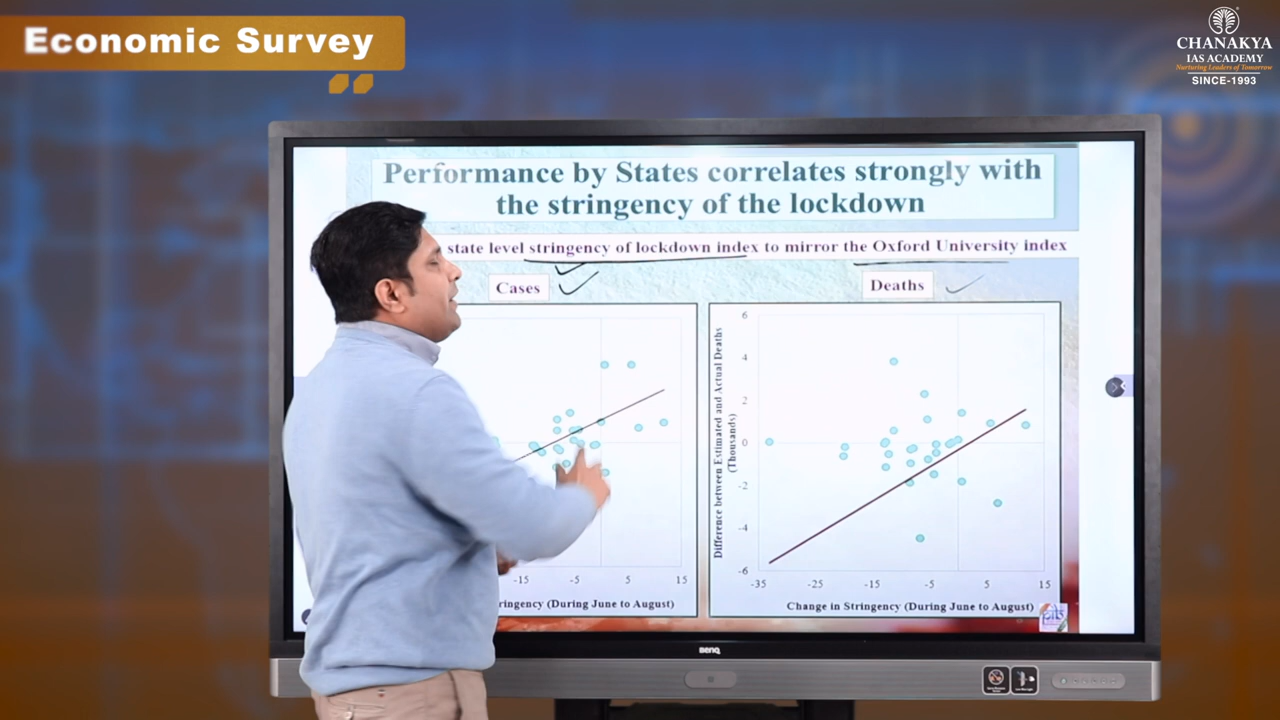 Economic Survey
CHANAKYA
IAS ACADEMY
Nurturing Leaders of Tomorrow
SINCE-1993
Performance by States correlates strongly with
the stringency of the lockdown
state level stringency of lockdown index to mirror the Oxford University index
Cases
Deaths
Difference between Estimated and Actual Deaths
(Thousands)
6
4
2
0
-2
-4
-6
-15 -5 5 15
-35 -25 -15 -5 5 15
ringency (During June to August)
Change in Stringency (During June to August)
BenQ